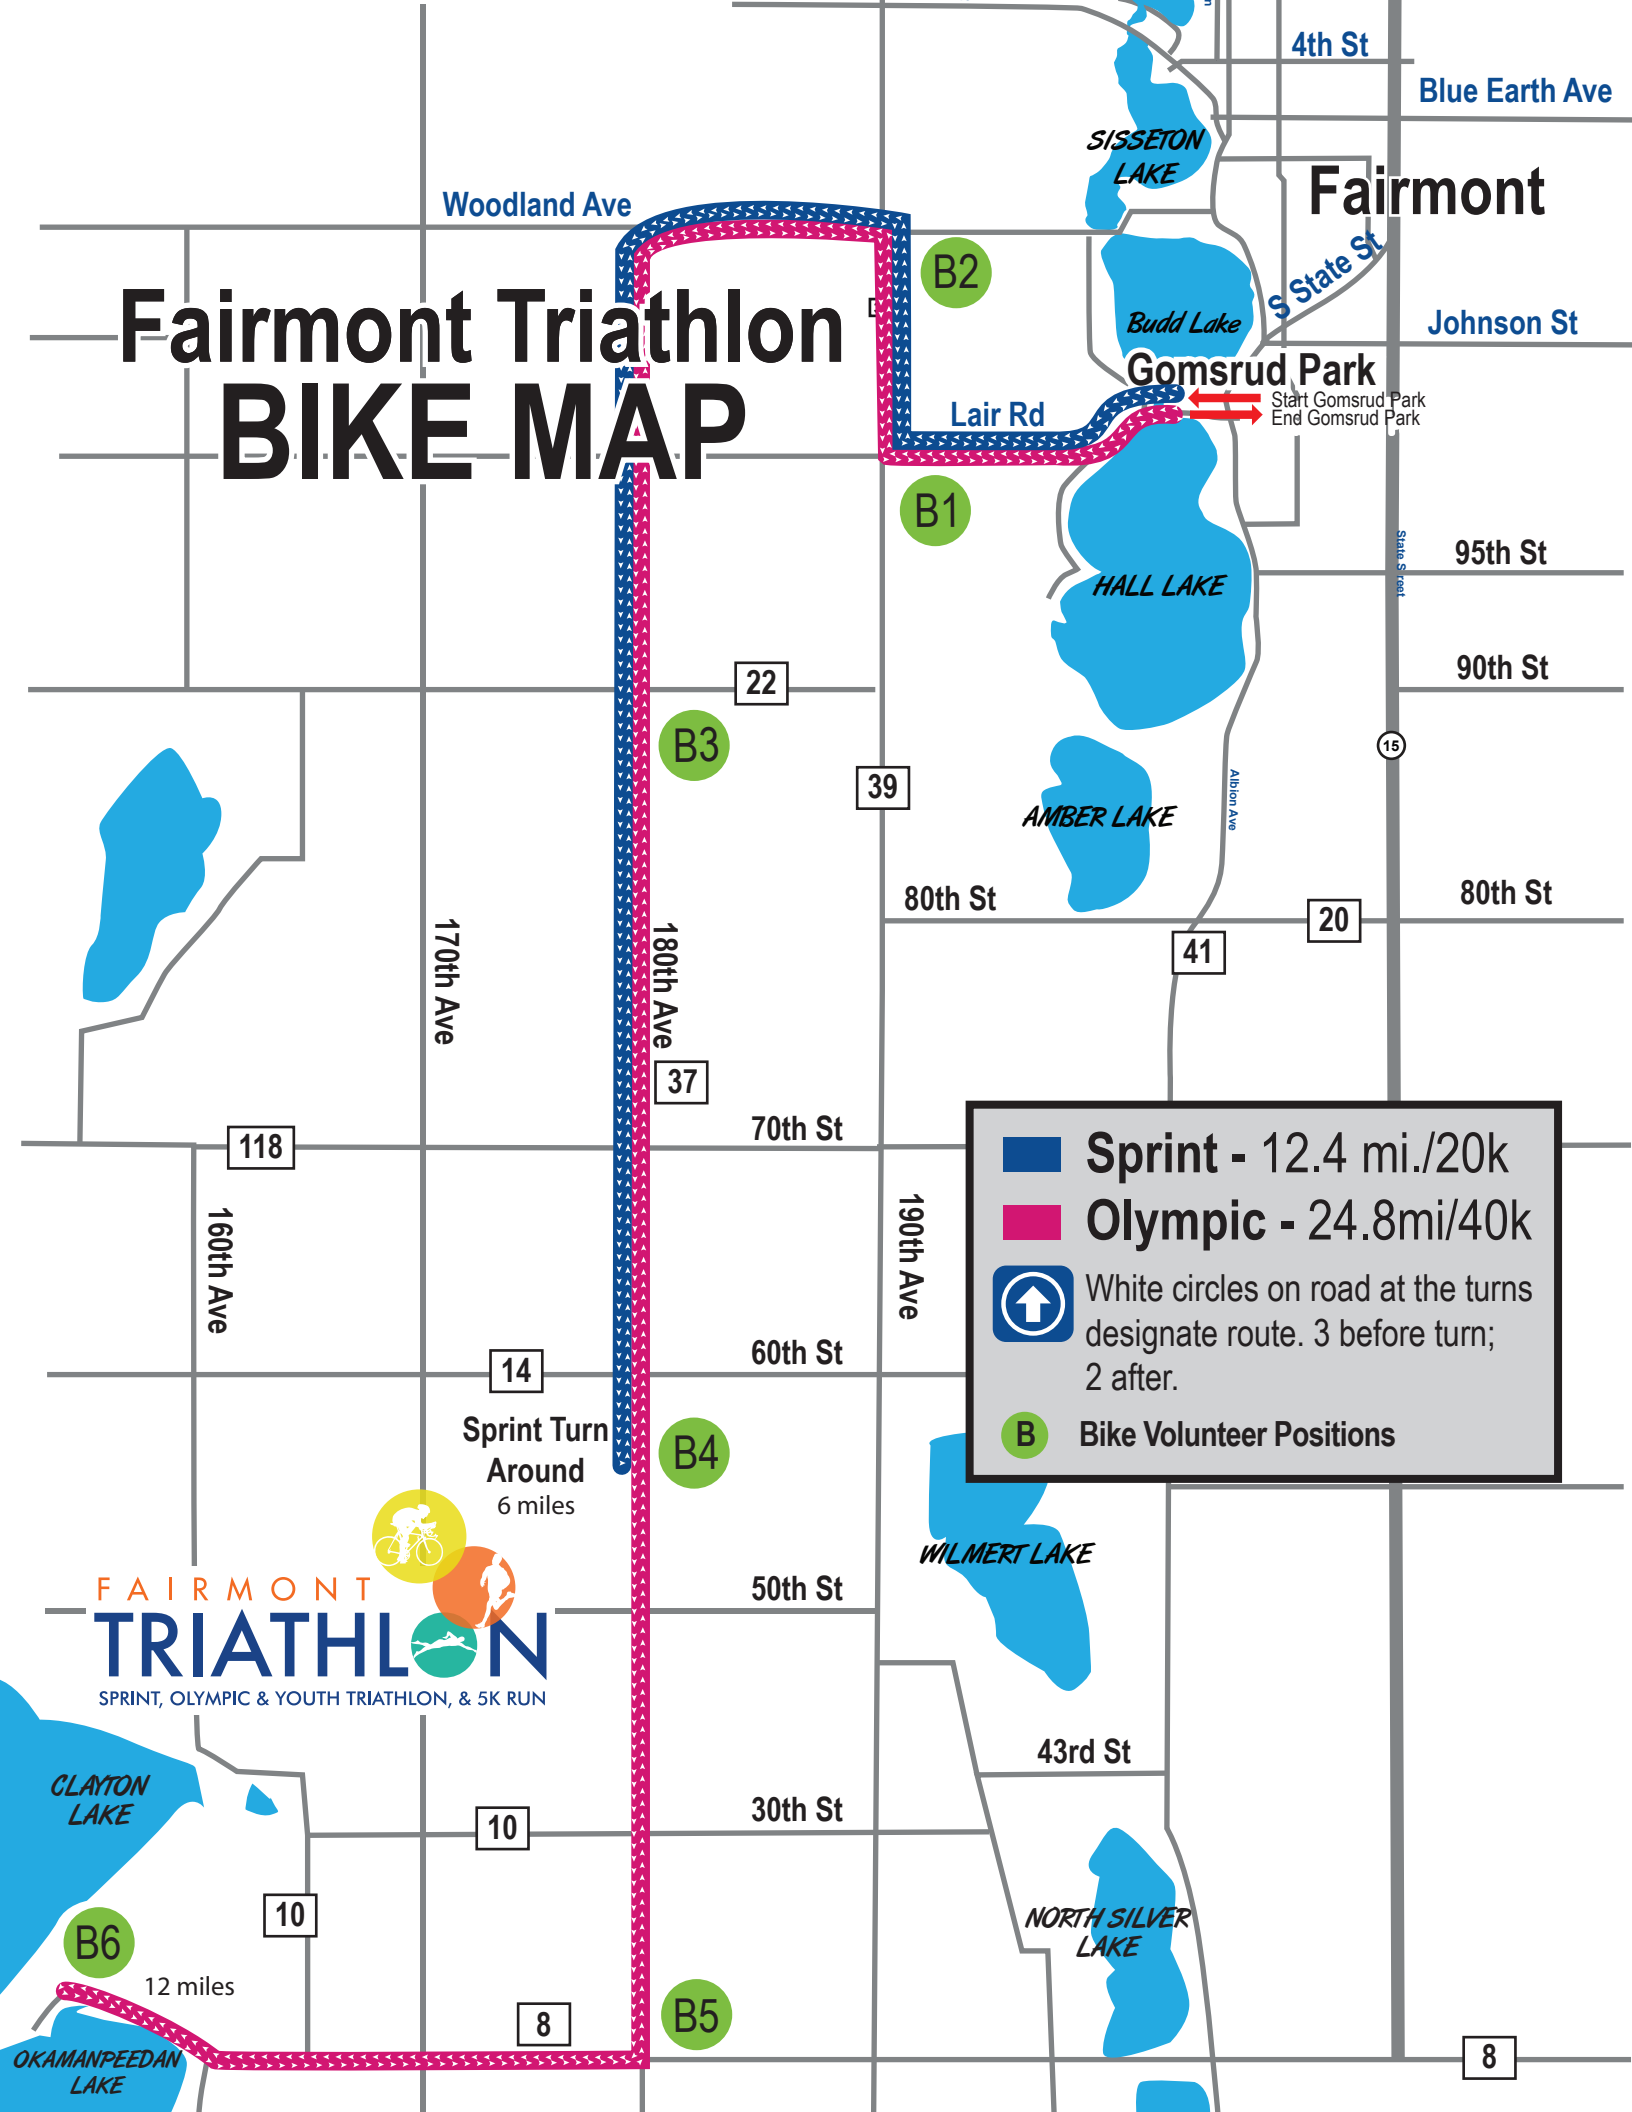 4th St
Blue Earth Ave
SISSETON
LAKE
Fairmont
Woodland Ave
S State St
B2
Fairmont Triathlon
BIKE MAP
Budd Lake
Johnson St
Gomsrud Park
Start Gomsrud Park
End Gomsrud Park
Lair Rd
B1
State Street
95th St
HALL LAKE
90th St
22
B3
15
39
Albion Ave
AMBER LAKE
80th St
20
80th St
170th Ave
180th Ave
41
37
118
70th St
160th Ave
190th Ave
Sprint - 12.4 mi./20k
Olympic - 24.8mi/40k
White circles on road at the turns
designate route. 3 before turn;
2 after.
B Bike Volunteer Positions
14
60th St
Sprint Turn
Around
6 miles
B4
WILMERT LAKE
50th St
FAIRMONT
TRIATHLON
SPRINT, OLYMPIC & YOUTH TRIATHLON, & 5K RUN
43rd St
CLAYTON
LAKE
10
30th St
10
NORTH SILVER
LAKE
B6
12 miles
B5
8
OKAMANPEEDAN
LAKE
8